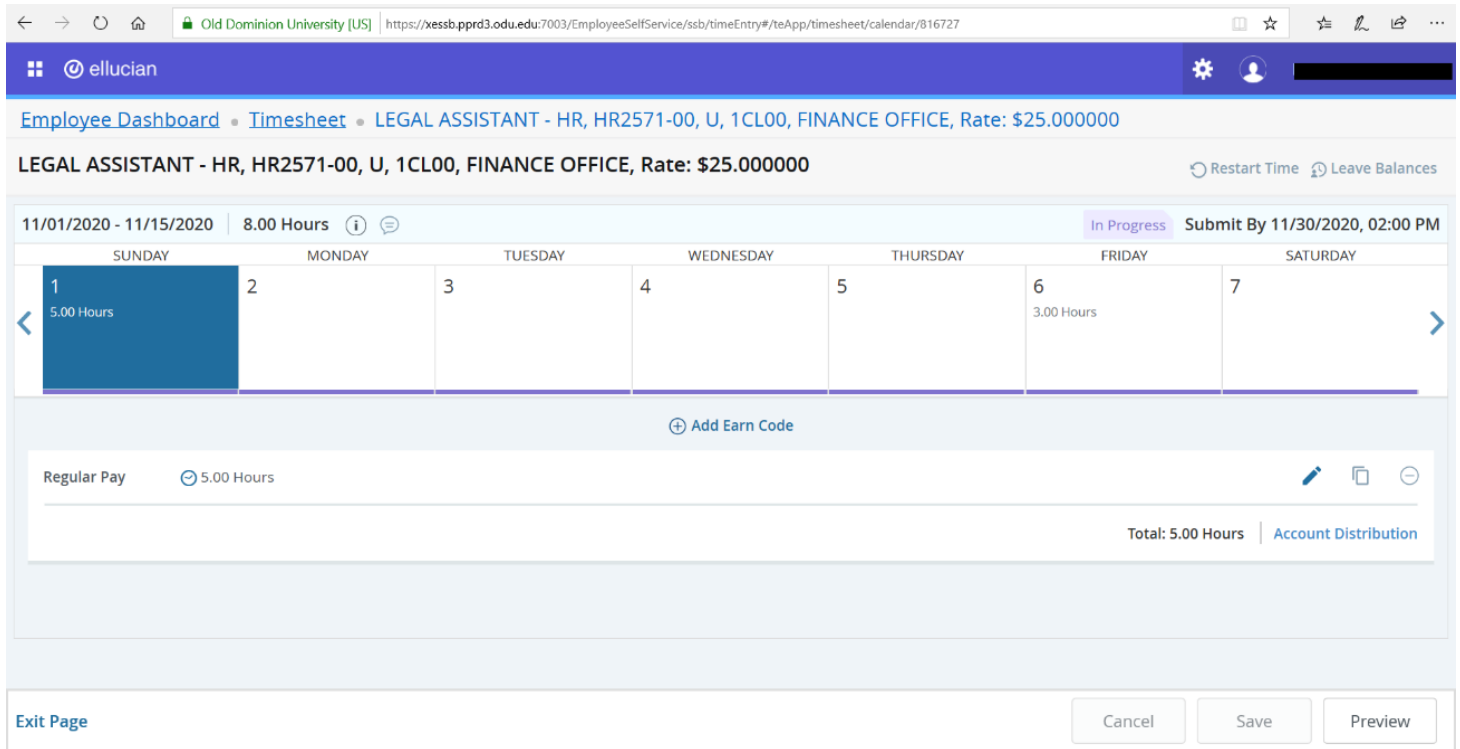 Old Dominion University [US] https://xessb.pprd3.odu.edu:7003/EmployeeSelfService/ssb/timeEntry#/teApp/timesheet/calendar/816727
ellucian
Employee Dashboard • Timesheet • LEGAL ASSISTANT - HR, HR2571-00, U, 1CL00, FINANCE OFFICE, Rate: $25.000000
LEGAL ASSISTANT - HR, HR2571-00, U, 1CL00, FINANCE OFFICE, Rate: $25.000000
Restart Time Leave Balances
11/01/2020 - 11/15/2020 8.00 Hours In Progress Submit By 11/30/2020, 02:00 PM
SUNDAY MONDAY TUESDAY WEDNESDAY THURSDAY FRIDAY SATURDAY
1 2 3 4 5 6 7
5.00 Hours 3.00 Hours
Add Earn Code
Regular Pay 5.00 Hours
Total: 5.00 Hours Account Distribution
Exit Page Cancel Save Preview